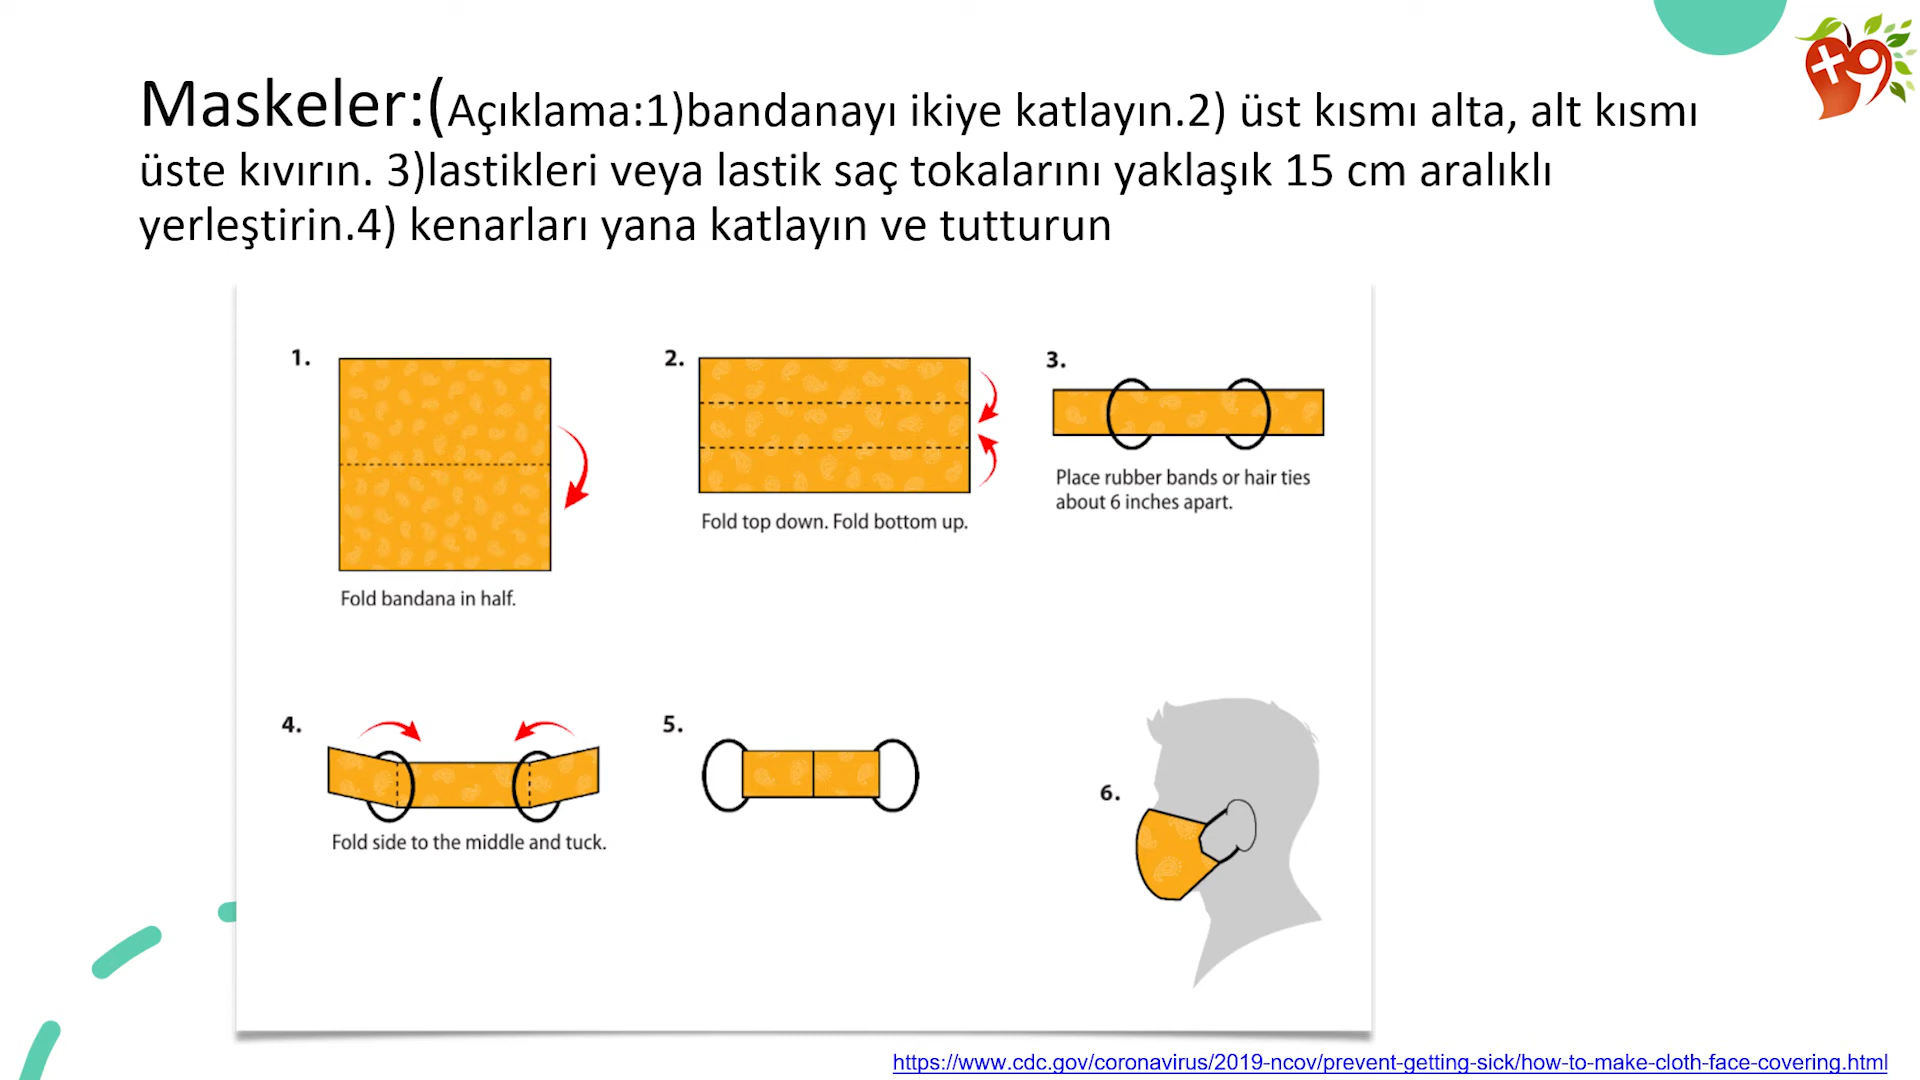 Maskeler:(Açıklama:1)bandanayı ikiye katlayın.2) üst kısmı alta, alt kısmı
üste kıvırın. 3)lastikleri veya lastik saç tokalarını yaklaşık 15 cm aralıklı
yerleştirin.4) kenarları yana katlayın ve tutturun
1.
Fold bandana in half.
2.
Fold top down. Fold bottom up.
3.
Place rubber bands or hair ties
about 6 inches apart.
4.
Fold side to the middle and tuck.
5.
6.
https://www.cdc.gov/coronavirus/2019-ncov/prevent-getting-sick/how-to-make-cloth-face-covering.html